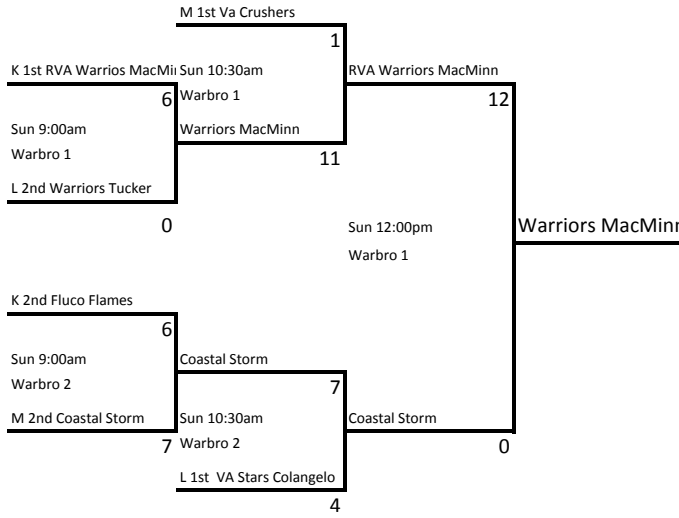 M 1st Va Crushers
1
K 1st RVA Warrios MacMi
Sun 10:30am
RVA Warriors MacMinn
6
Warbro 1
12
Sun 9:00am
Warriors MacMinn
Warbro 1
11
L 2nd Warriors Tucker
0
Sun 12:00pm
Warriors MacMinn
Warbro 1
K 2nd Fluco Flames
6
Sun 9:00am
Coastal Storm
Warbro 2
7
M 2nd Coastal Storm
Sun 10:30am
Coastal Storm
7
Warbro 2
0
L 1st VA Stars Colangelo
4